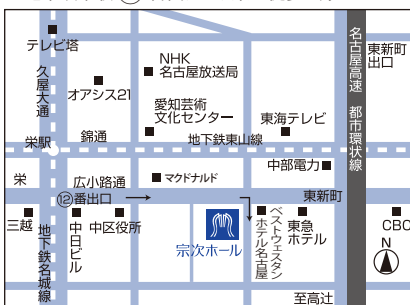 テレビ塔
久屋大通
オアシス21
NHK
名古屋放送局
名古屋高速 都市環状線
東新町
出口
愛知芸術
文化センター
東海テレビ
栄駅
錦通
地下鉄東山線
中部電力
栄
広小路通
マクドナルド
⑫番出口
東新町
三越
地下鉄名城線
中日ビル
中区役所
宗次ホール
ベストウェスタン
ホテル名古屋
東急
ホテル
CBC
N
至高辻